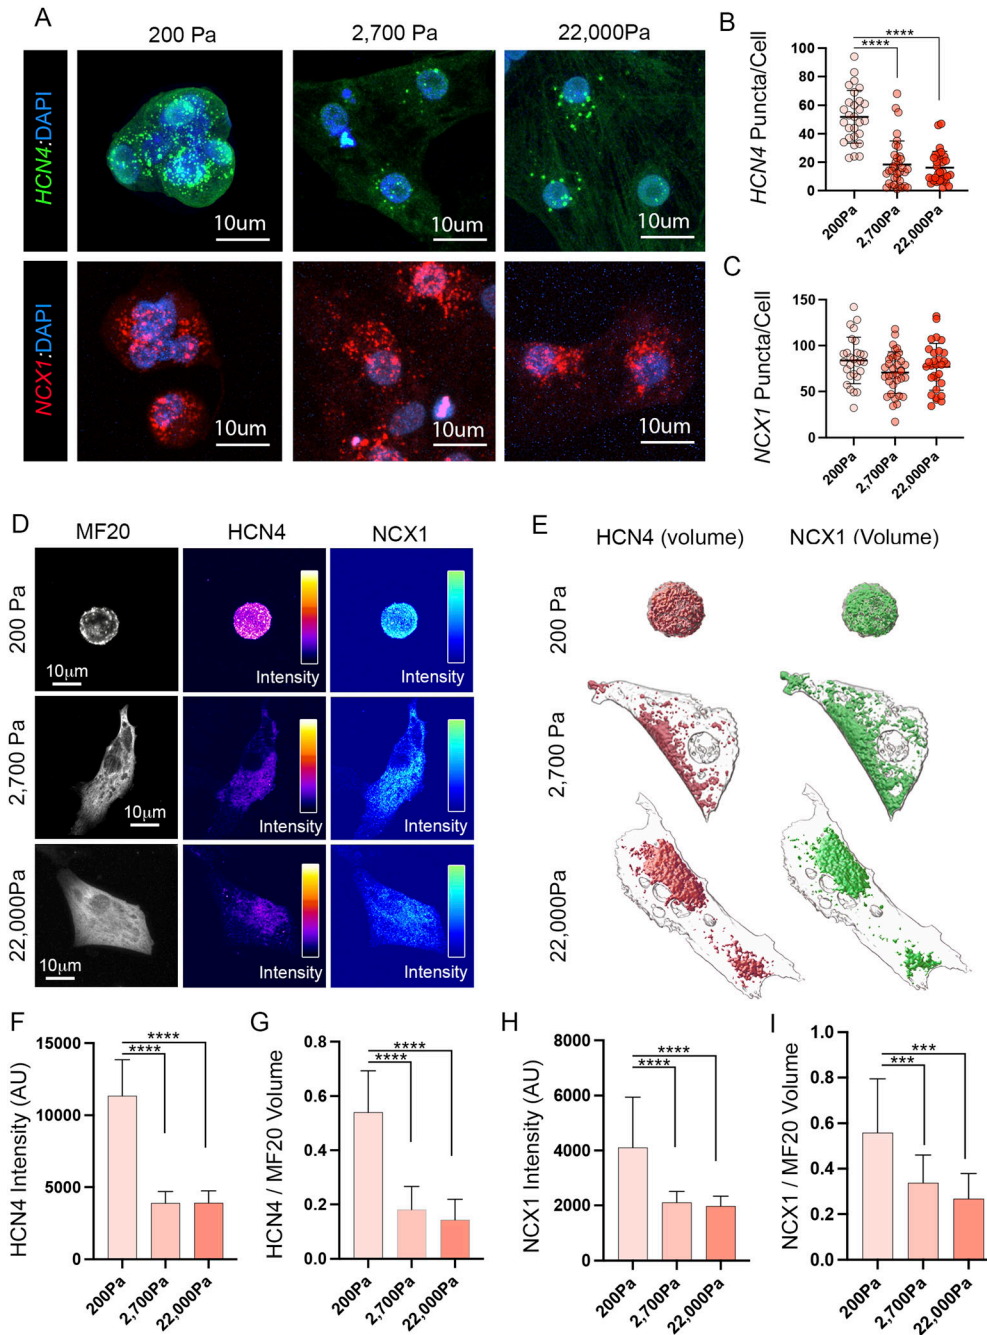 A
200 Pa
2,700 Pa
22,000Pa
HCN4:DAPI
10um
10um
10um
NCX1:DAPI
10um
10um
10um
B
****
****
HCN4 Puncta/Cell
100
80
60
40
20
0
200Pa
2,700Pa
22,000Pa
C
NCX1 Puncta/Cell
150
100
50
0
200Pa
2,700Pa
22,000Pa
D
MF20
HCN4
NCX1
200 Pa
10μm
Intensity
Intensity
2,700 Pa
10μm
Intensity
Intensity
22,000Pa
10μm
Intensity
Intensity
E
HCN4 (volume)
NCX1 (Volume)
200 Pa
2,700 Pa
22,000Pa
F
****
****
HCN4 Intensity (AU)
15000
10000
5000
0
200Pa
2,700Pa
22,000Pa
G
****
****
HCN4 / MF20 Volume
0.8
0.6
0.4
0.2
0.0
200Pa
2,700Pa
22,000Pa
H
****
****
NCX1 Intensity (AU)
8000
6000
4000
2000
0
200Pa
2,700Pa
22,000Pa
I
***
***
NCX1 / MF20 Volume
1.0
0.8
0.6
0.4
0.2
0.0
200Pa
2,700Pa
22,000Pa